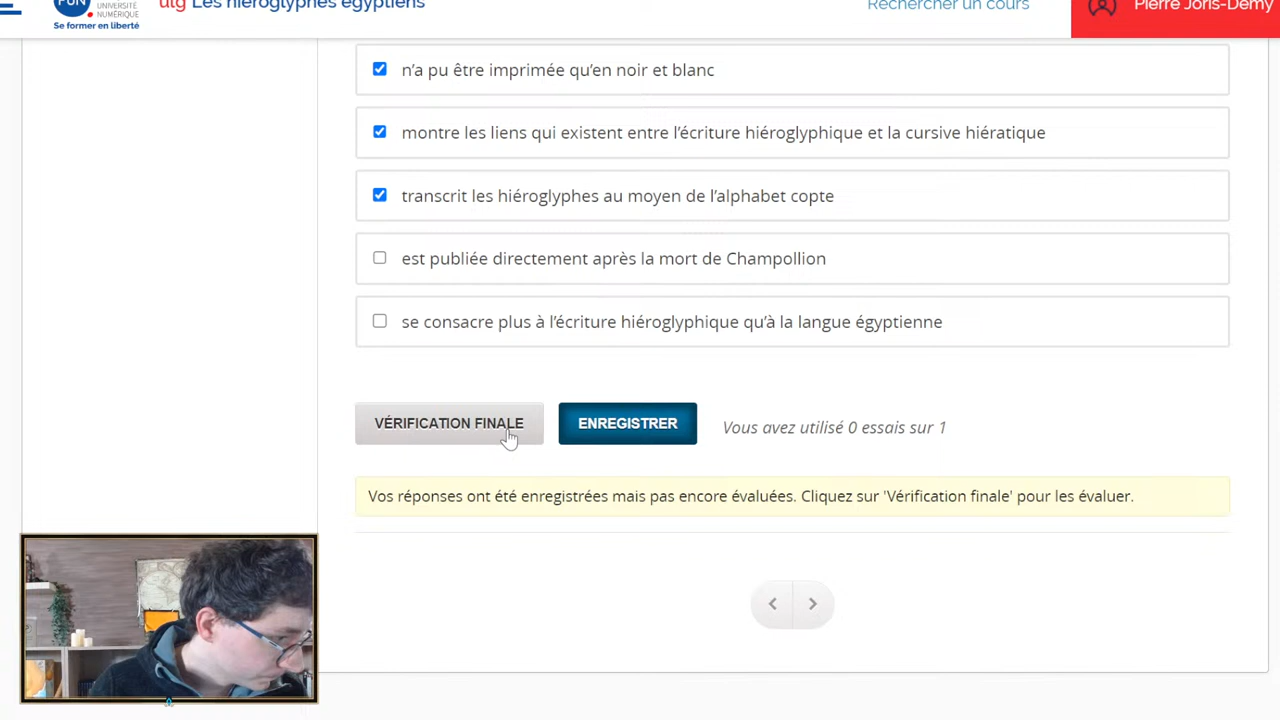 FUN
UNIVERSITÉ
NUMÉRIQUE
Se former en liberté
ulg Les hiéroglyphes égyptiens
Rechercher un cours
Pierre Joris-Demy
n’a pu être imprimée qu’en noir et blanc
montre les liens qui existent entre l’écriture hiéroglyphique et la cursive hiératique
transcrit les hiéroglyphes au moyen de l’alphabet copte
est publiée directement après la mort de Champollion
se consacre plus à l’écriture hiéroglyphique qu’à la langue égyptienne
VÉRIFICATION FINALE
ENREGISTRER
Vous avez utilisé 0 essais sur 1
Vos réponses ont été enregistrées mais pas encore évaluées. Cliquez sur 'Vérification finale' pour les évaluer.